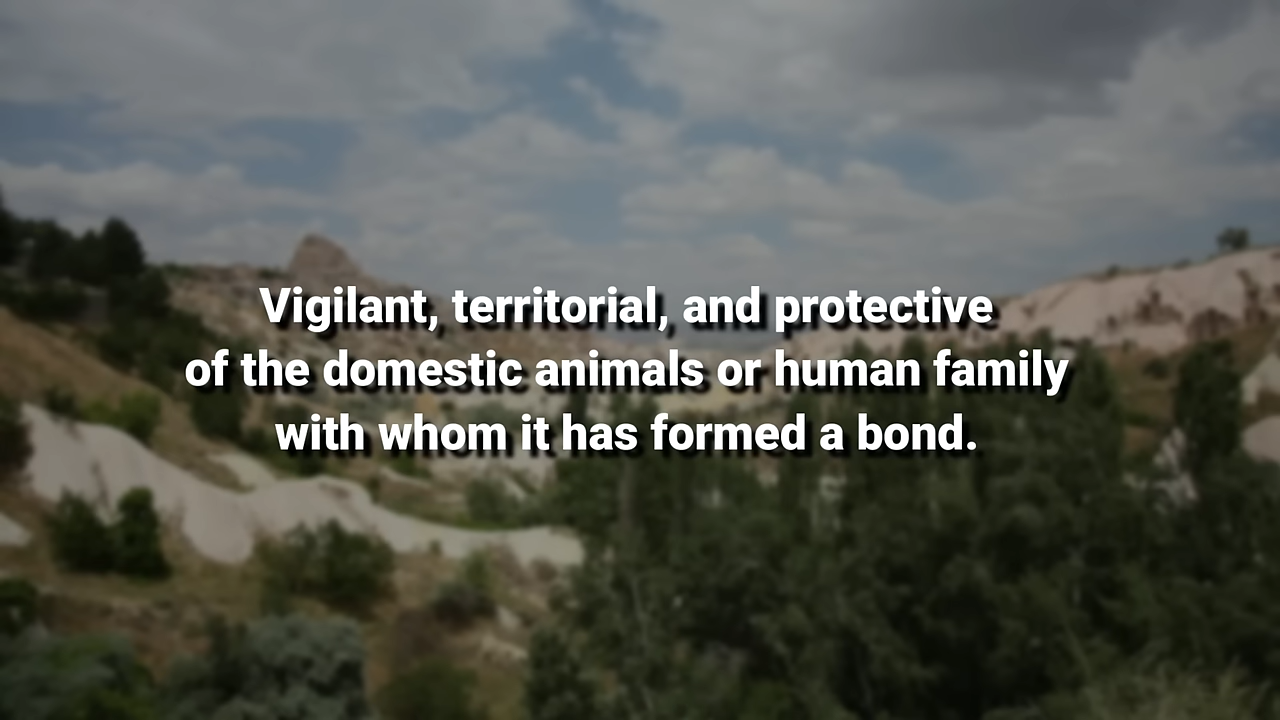 Vigilant, territorial, and protective
of the domestic animals or human family
with whom it has formed a bond.